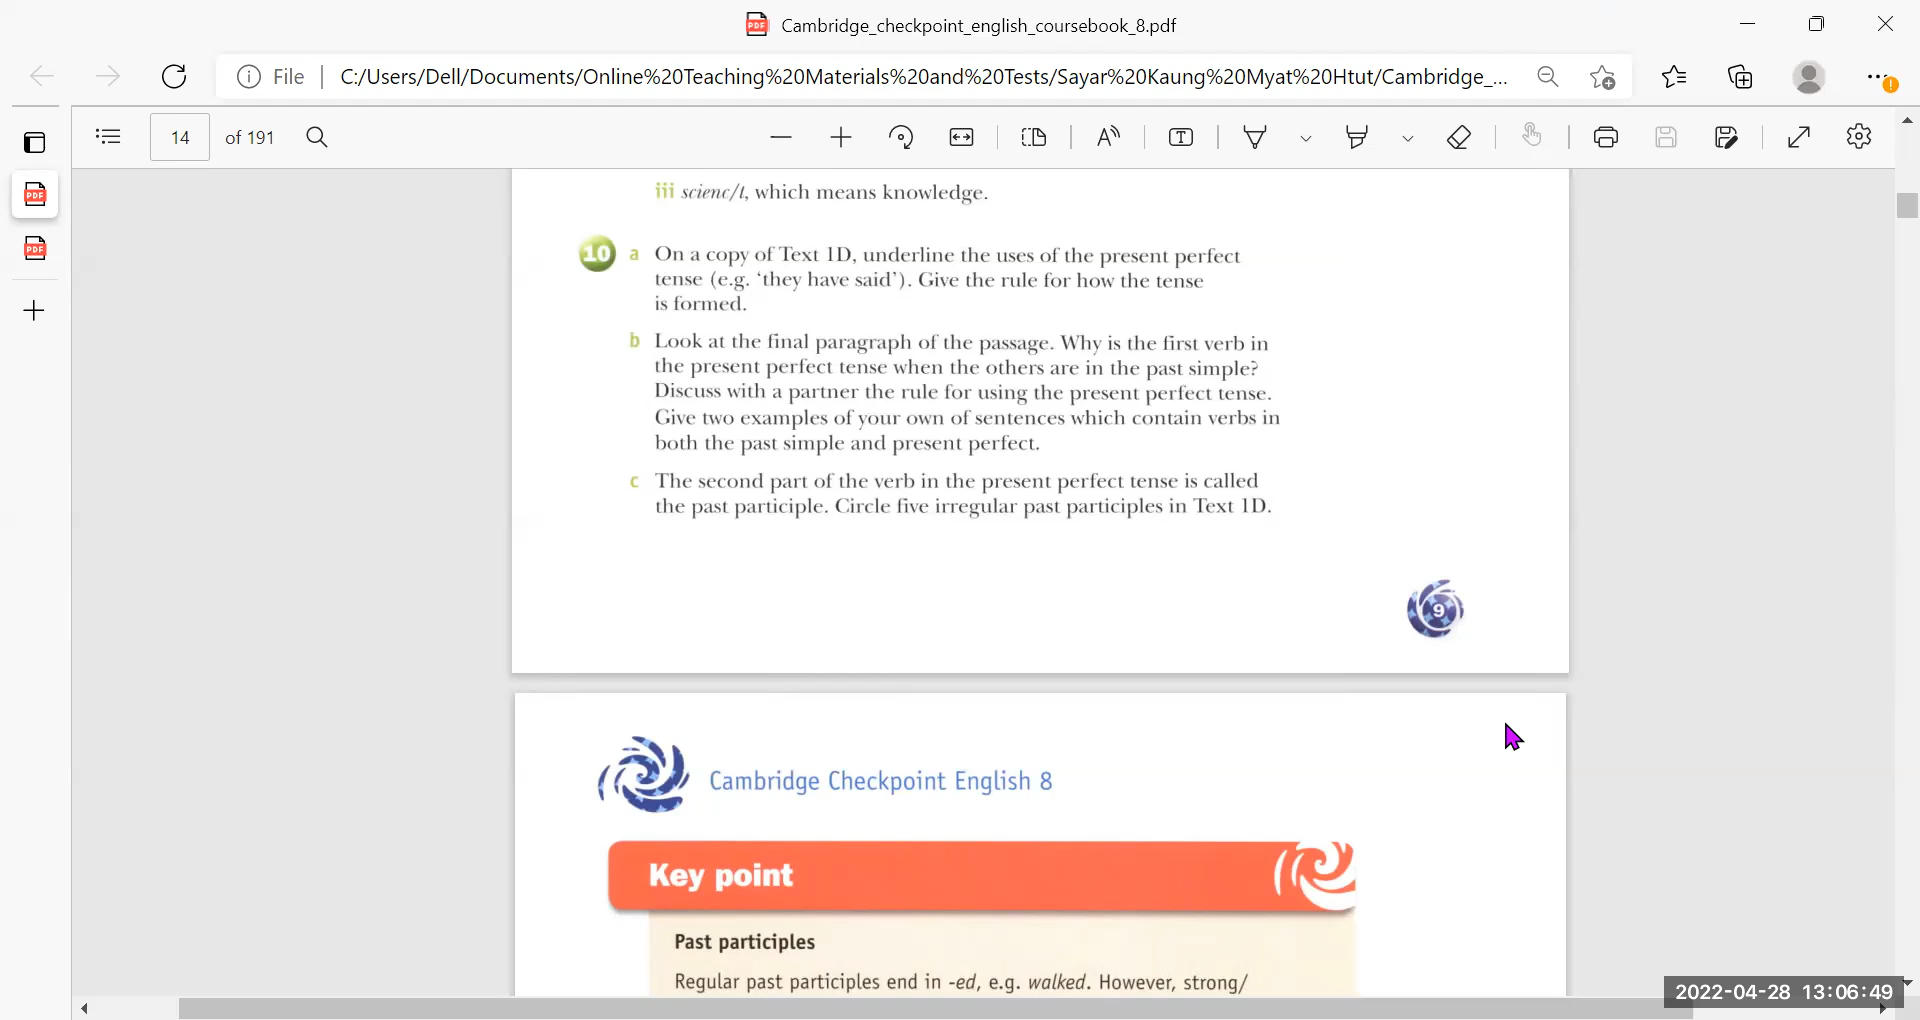 Cambridge_checkpoint_english_coursebook_8.pdf
File
C:/Users/Dell/Documents/Online%20Teaching%20Materials%20and%20Tests/Sayar%20Kaung%20Myat%20Htut/Cambridge_...
14 of 191
iii scienc/t, which means knowledge.
10 a On a copy of Text 1D, underline the uses of the present perfect
tense (e.g. ‘they have said’). Give the rule for how the tense
is formed.
b Look at the final paragraph of the passage. Why is the first verb in
the present perfect tense when the others are in the past simple?
Discuss with a partner the rule for using the present perfect tense.
Give two examples of your own of sentences which contain verbs in
both the past simple and present perfect.
c The second part of the verb in the present perfect tense is called
the past participle. Circle five irregular past participles in Text 1D.
9
Cambridge Checkpoint English 8
Key point
Past participles
Regular past participles end in -ed, e.g. walked. However, strong/
2022-04-28 13:06:49